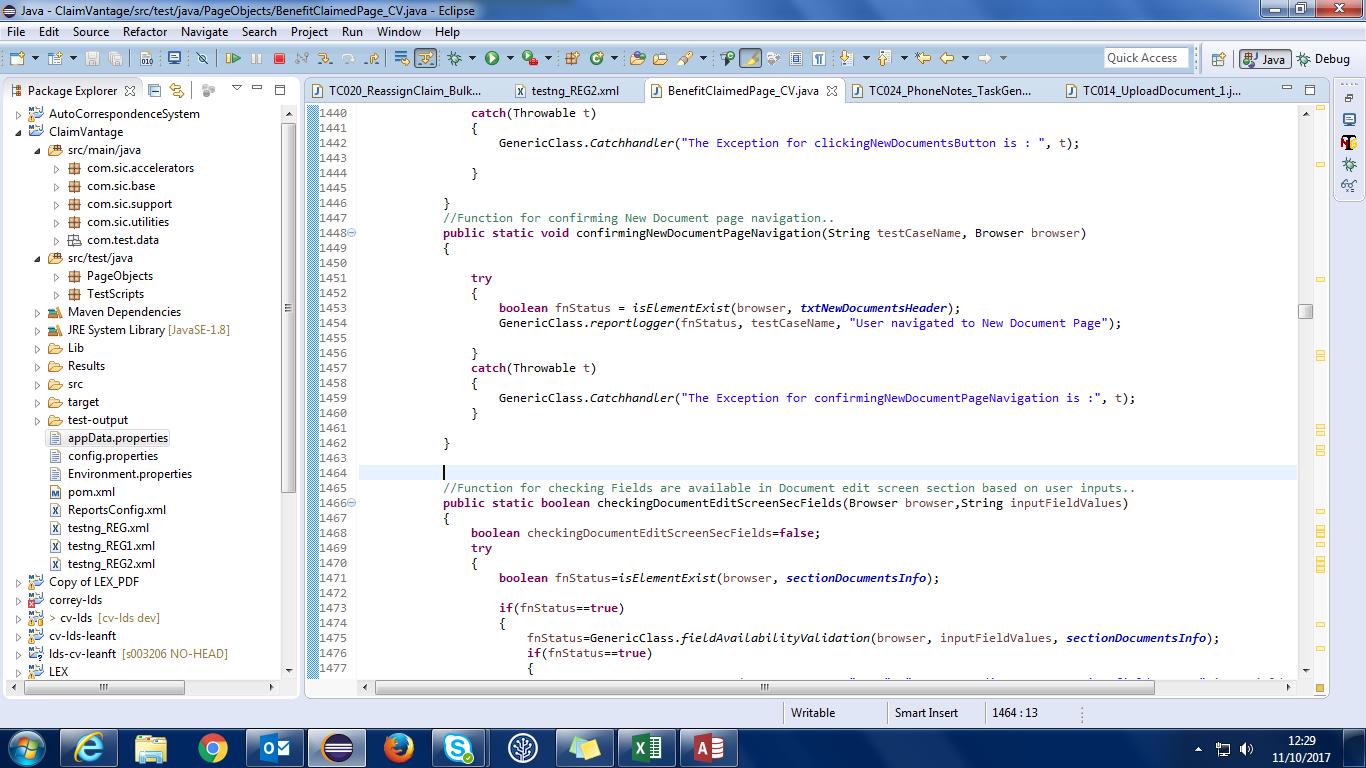 Java - ClaimVantage/src/test/java/PageObjects/BenefitClaimedPage_CV.java - Eclipse
File Edit Source Refactor Navigate Search Project Run Window Help
Quick Access Java Debug
Package Explorer
TC020_ReassignClaim_Bulk... testng_REG2.xml BenefitClaimedPage_CV.java TC024_PhoneNotes_TaskGen... TC014_UploadDocument_1.j...
AutoCorrespondenceSystem
ClaimVantage
src/main/java
com.sic.accelerators
com.sic.base
com.sic.support
com.sic.utilities
com.test.data
src/test/java
PageObjects
TestScripts
Maven Dependencies
JRE System Library [JavaSE-1.8]
Lib
Results
src
target
test-output
appData.properties
config.properties
Environment.properties
pom.xml
ReportsConfig.xml
testng_REG.xml
testng_REG1.xml
testng_REG2.xml
Copy of LEX_PDF
correy-lds
> cv-lds [cv-lds dev]
cv-lds-leanft
lds-cv-leanft [s003206 NO-HEAD]
LEX
1440 catch(Throwable t)
1441 {
1442 GenericClass.Catchhandler("The Exception for clickingNewDocumentsButton is : ", t);
1443
1444 }
1445
1446 }
1447 //Function for confirming New Document page navigation..
1448 public static void confirmingNewDocumentPageNavigation(String testCaseName, Browser browser)
1449 {
1450
1451 try
1452 {
1453 boolean fnStatus = isElementExist(browser, txtNewDocumentsHeader);
1454 GenericClass.reportlogger(fnStatus, testCaseName, "User navigated to New Document Page");
1455
1456 }
1457 catch(Throwable t)
1458 {
1459 GenericClass.Catchhandler("The Exception for confirmingNewDocumentPageNavigation is :", t);
1460 }
1461
1462 }
1463
1464
1465 //Function for checking Fields are available in Document edit screen section based on user inputs..
1466 public static boolean checkingDocumentEditScreenSecFields(Browser browser,String inputFieldValues)
1467 {
1468 boolean checkingDocumentEditScreenSecFields=false;
1469 try
1470 {
1471 boolean fnStatus=isElementExist(browser, sectionDocumentsInfo);
1472
1473 if(fnStatus==true)
1474 {
1475 fnStatus=GenericClass.fieldAvailabilityValidation(browser, inputFieldValues, sectionDocumentsInfo);
1476 if(fnStatus==true)
1477 {
Writable Smart Insert 1464 : 13
12:29
11/10/2017